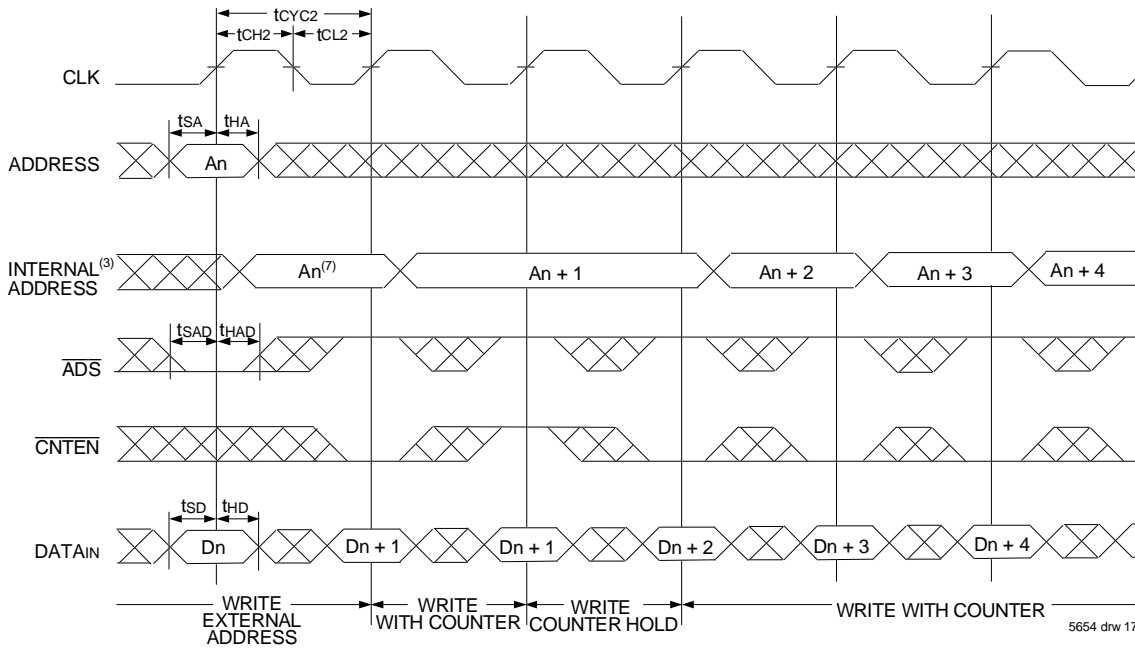 tCYC2
tCH2 tCL2
CLK
tSA tHA
ADDRESS An
INTERNAL(3)
ADDRESS An(7) An + 1 An + 2 An + 3 An + 4
tSAD tHAD
ADS
CNTEN
tSD tHD
DATAIN Dn Dn + 1 Dn + 1 Dn + 2 Dn + 3 Dn + 4
WRITE
EXTERNAL
ADDRESS
WRITE
WITH COUNTER
WRITE
COUNTER HOLD
WRITE WITH COUNTER
5654 drw 17